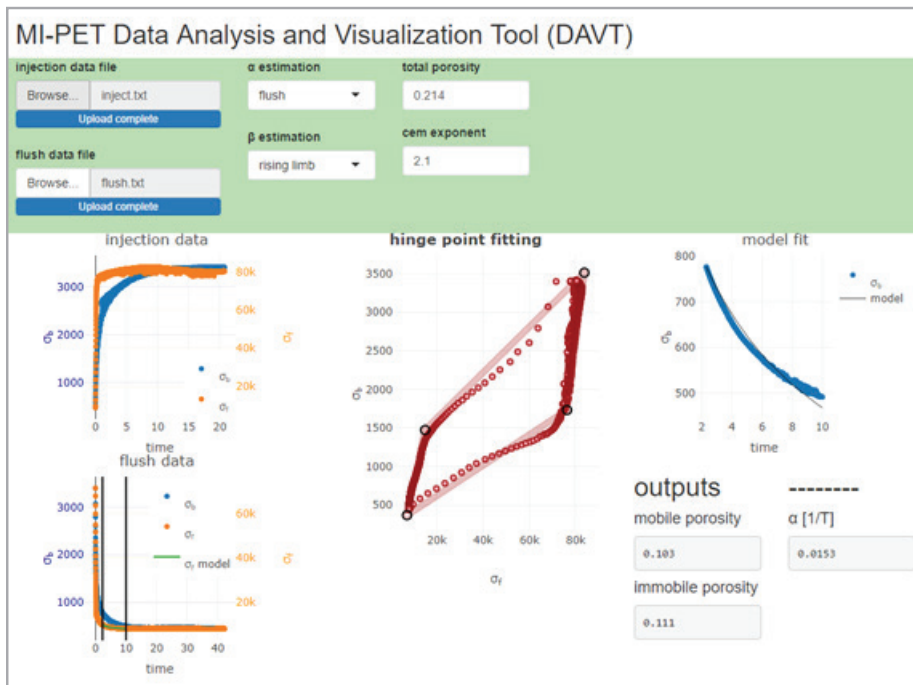 MI-PET Data Analysis and Visualization Tool (DAVT)
injection data file
Browse... inject.txt
Upload complete
flush data file
Browse... flush.txt
Upload complete
α estimation
flush
β estimation
rising limb
total porosity
0.214
cem exponent
2.1
injection data
3000
2000
1000
σb
80k
60k
40k
20k
σf
σb
σf
0 5 10 15 20
time
flush data
3000
2000
1000
σb
60k
40k
20k
σf
σb
σf
σf model
0 10 20 30 40
time
hinge point fitting
3500
3000
2500
2000
1500
1000
500
σb
20k 40k 60k 80k
σf
model fit
800
700
600
500
σb
σb
model
2 4 6 8 10
time
outputs --------
mobile porosity
0.103
α [1/T]
0.0153
immobile porosity
0.111